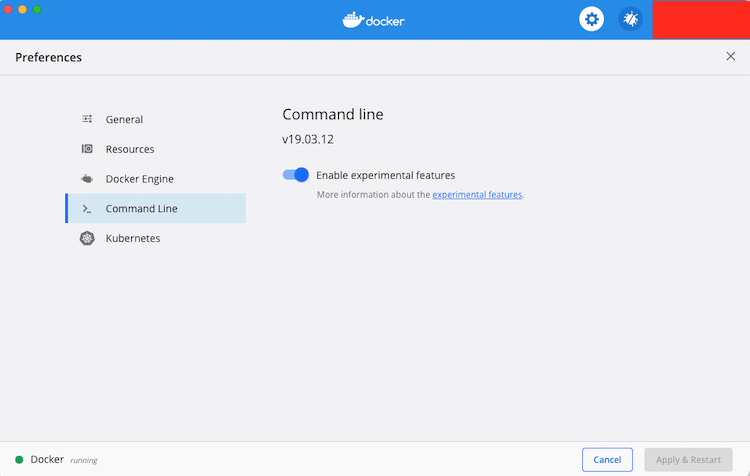 docker
Preferences
General
Resources
Docker Engine
Command Line
Kubernetes
Command line
v19.03.12
Enable experimental features
More information about the experimental features.
Docker running
Cancel
Apply & Restart